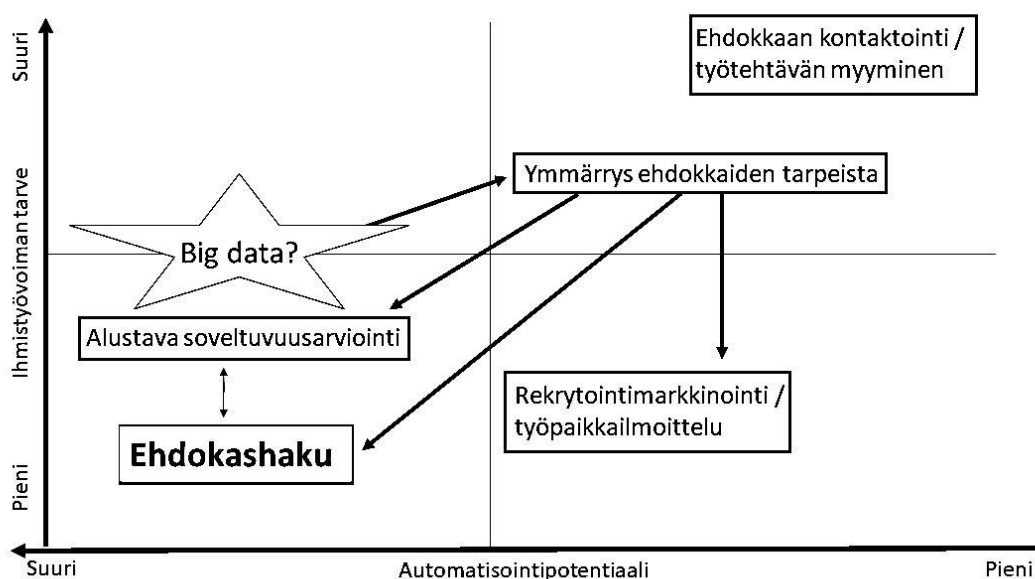 Suuri
Ihmistyövoiman tarve
Pieni
Ehdokkaan kontaktointi /
työtehtävän myyminen
Ymmärrys ehdokkaiden tarpeista
Big data?
Alustava soveltuvuusarviointi
Rekrytointimarkkinointi /
työpaikkailmoittelu
Ehdokashaku
Suuri
Automatisointipotentiaali
Pieni